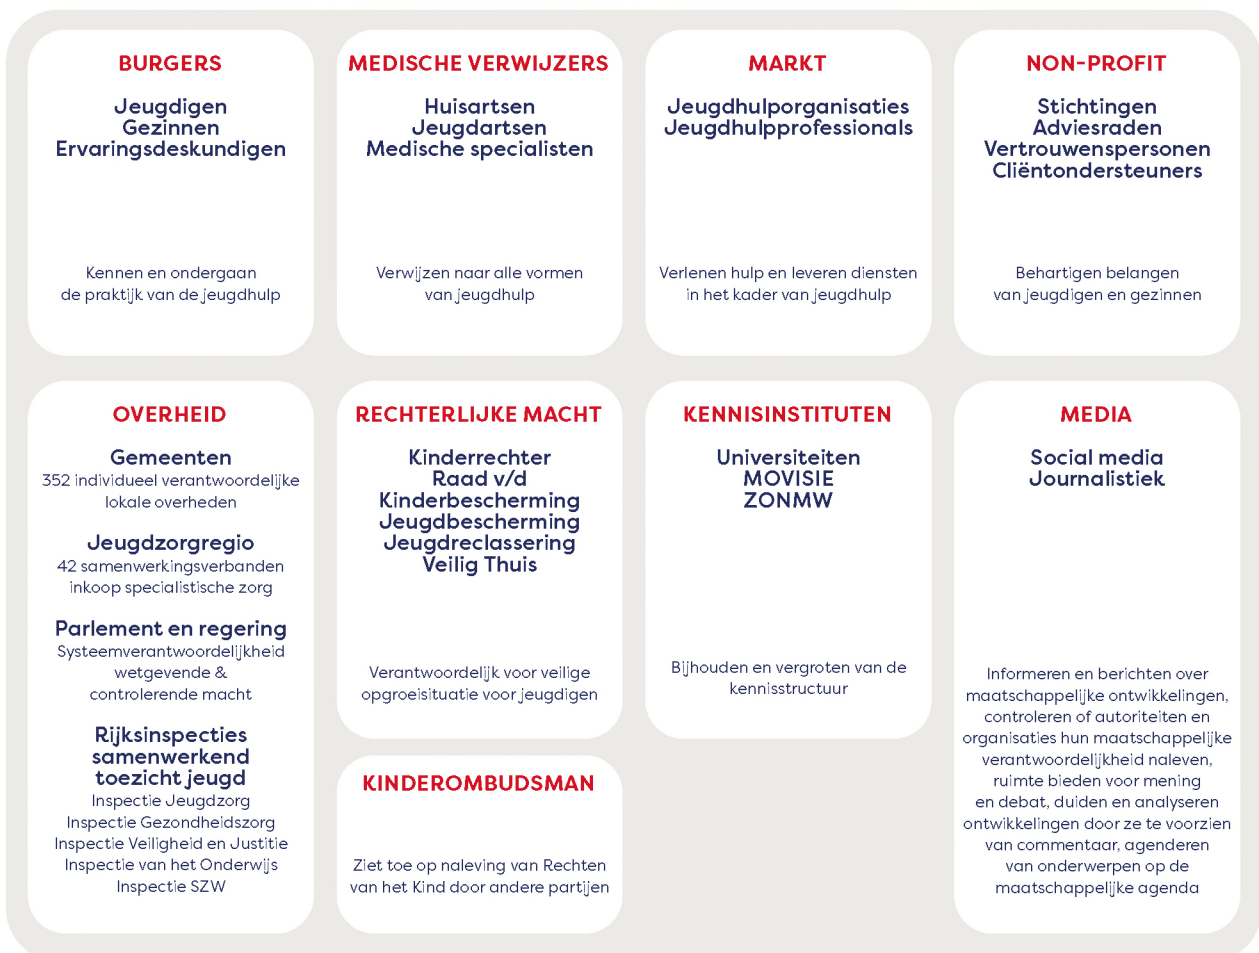 BURGERS
Jeugdigen
Gezinnen
Ervaringsdeskundigen
Kennen en ondergaan
de praktijk van de jeugdhulp
MEDISCHE VERWIJZERS
Huisartsen
Jeugdartsen
Medische specialisten
Verwijzen naar alle vormen
van jeugdhulp
MARKT
Jeugdhulporganisaties
Jeugdhulpprofessionals
Verlenen hulp en leveren diensten
in het kader van jeugdhulp
NON-PROFIT
Stichtingen
Adviesraden
Vertrouwenspersonen
Cliëntondersteuners
Behartigen belangen
van jeugdigen en gezinnen
OVERHEID
Gemeenten
352 individueel verantwoordelijke
lokale overheden
Jeugdzorgregio
42 samenwerkingsverbanden
inkoop specialistische zorg
Parlement en regering
Systeemverantwoordelijkheid
wetgevende &
controlerende macht
Rijksinspecties
samenwerkend
toezicht jeugd
Inspectie Jeugdzorg
Inspectie Gezondheidszorg
Inspectie Veiligheid en Justitie
Inspectie van het Onderwijs
Inspectie SZW
RECHTERLIJKE MACHT
Kinderrechter
Raad v/d
Kinderbescherming
Jeugdbescherming
Jeugdreclassering
Veilig Thuis
Verantwoordelijk voor veilige
opgroeisituatie voor jeugdigen
KINDEROMBUDSMAN
Ziet toe op naleving van Rechten
van het Kind door andere partijen
KENNISINSTITUTEN
Universiteiten
MOVISIE
ZONMW
Bijhouden en vergroten van de
kennisstructuur
MEDIA
Social media
Journalistiek
Informeren en berichten over
maatschappelijke ontwikkelingen,
controleren of autoriteiten en
organisaties hun maatschappelijke
verantwoordelijkheid naleven,
ruimte bieden voor mening
en debat, duiden en analyseren
ontwikkelingen door ze te voorzien
van commentaar, agenderen
van onderwerpen op de
maatschappelijke agenda